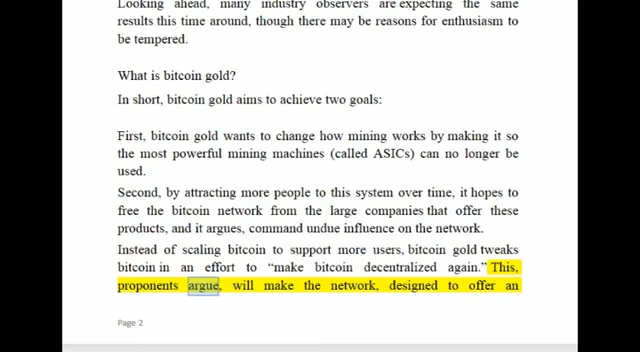 Looking ahead, many industry observers are expecting the same
results this time around, though there may be reasons for enthusiasm to
be tempered.
What is bitcoin gold?
In short, bitcoin gold aims to achieve two goals:
First, bitcoin gold wants to change how mining works by making it so
the most powerful mining machines (called ASICs) can no longer be
used.
Second, by attracting more people to this system over time, it hopes to
free the bitcoin network from the large companies that offer these
products, and it argues, command undue influence on the network.
Instead of scaling bitcoin to support more users, bitcoin gold tweaks
bitcoin in an effort to “make bitcoin decentralized again.” This,
proponents argue, will make the network, designed to offer an
Page 2